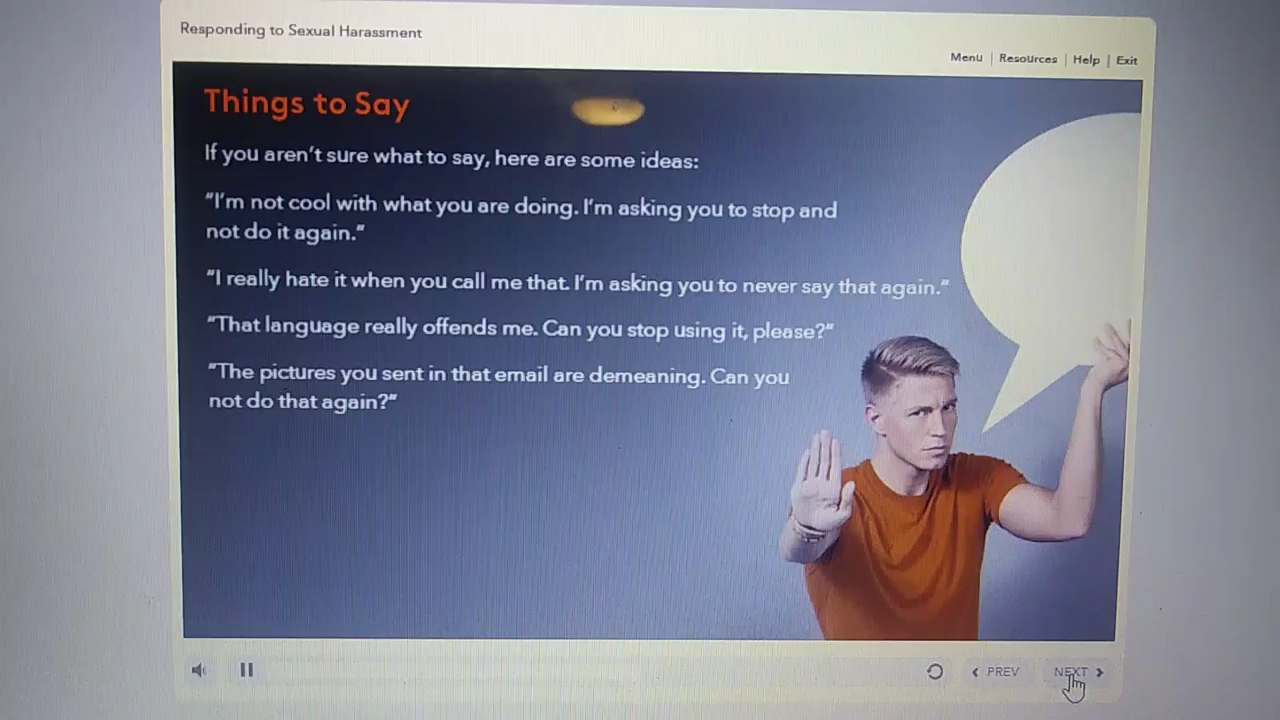 Responding to Sexual Harassment
Menu | Resources | Help | Exit
Things to Say
If you aren't sure what to say, here are some ideas:
"I'm not cool with what you are doing. I'm asking you to stop and
not do it again."
"I really hate it when you call me that. I'm asking you to never say that again."
"That language really offends me. Can you stop using it, please?"
"The pictures you sent in that email are demeaning. Can you
not do that again?"
PREV
NEXT